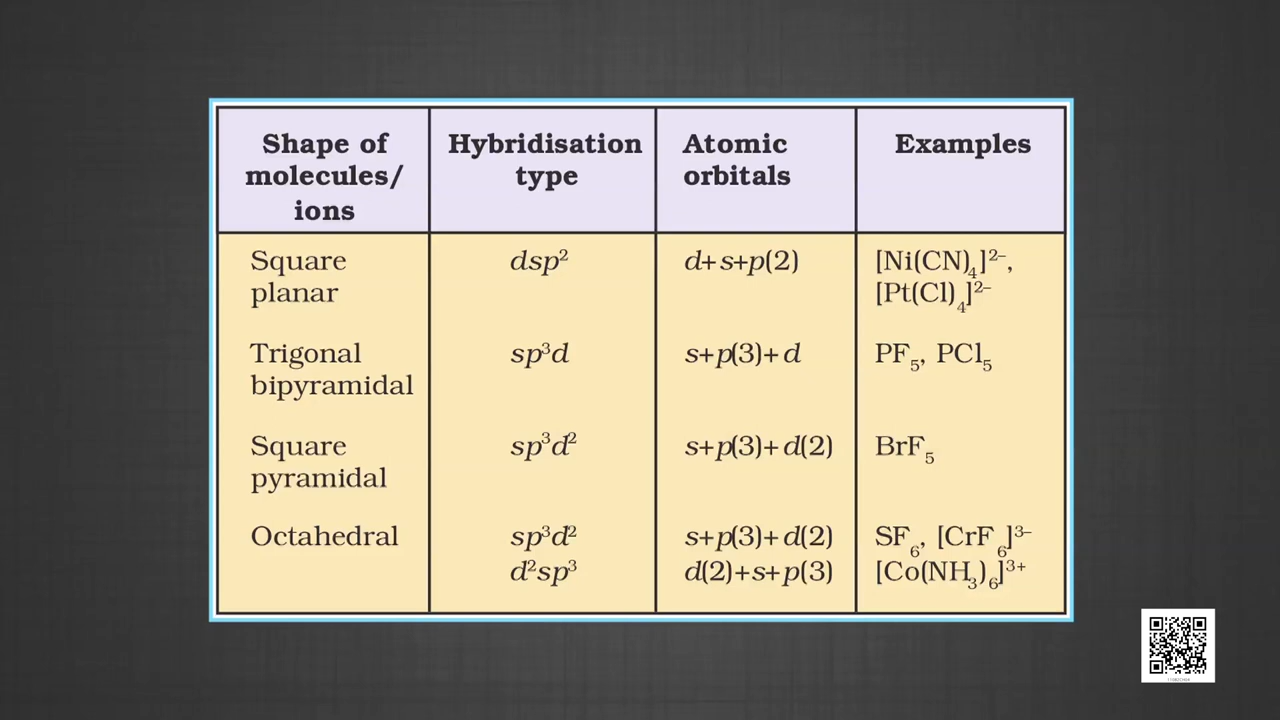 Shape of molecules/ ions | Hybridisation type | Atomic orbitals | Examples
Square planar | dsp² | d+s+p(2) | [Ni(CN)₄]²⁻, [Pt(Cl)₄]²⁻
Trigonal bipyramidal | sp³d | s+p(3)+d | PF₅, PCl₅
Square pyramidal | sp³d² | s+p(3)+d(2) | BrF₅
Octahedral | sp³d² | s+p(3)+d(2) | SF₆, [CrF₆]³⁻
d²sp³ | d(2)+s+p(3) | [Co(NH₃)₆]³⁺